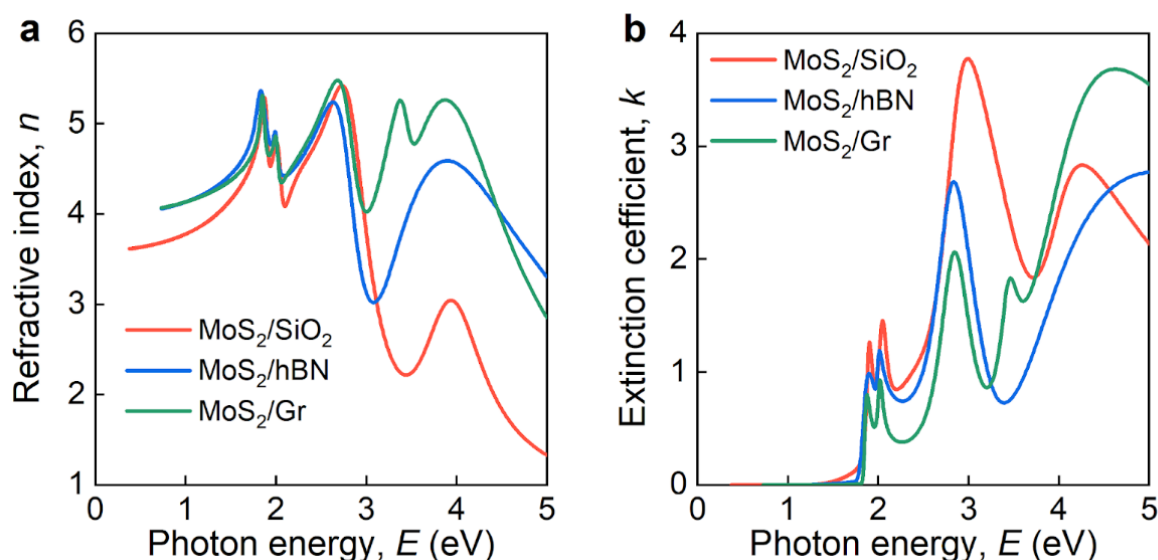 a
Refractive index, n
6
5
4
3
2
1
MoS₂/SiO₂
MoS₂/hBN
MoS₂/Gr
0 1 2 3 4 5
Photon energy, E (eV)
b
Extinction cefficient, k
4
3
2
1
0
MoS₂/SiO₂
MoS₂/hBN
MoS₂/Gr
0 1 2 3 4 5
Photon energy, E (eV)